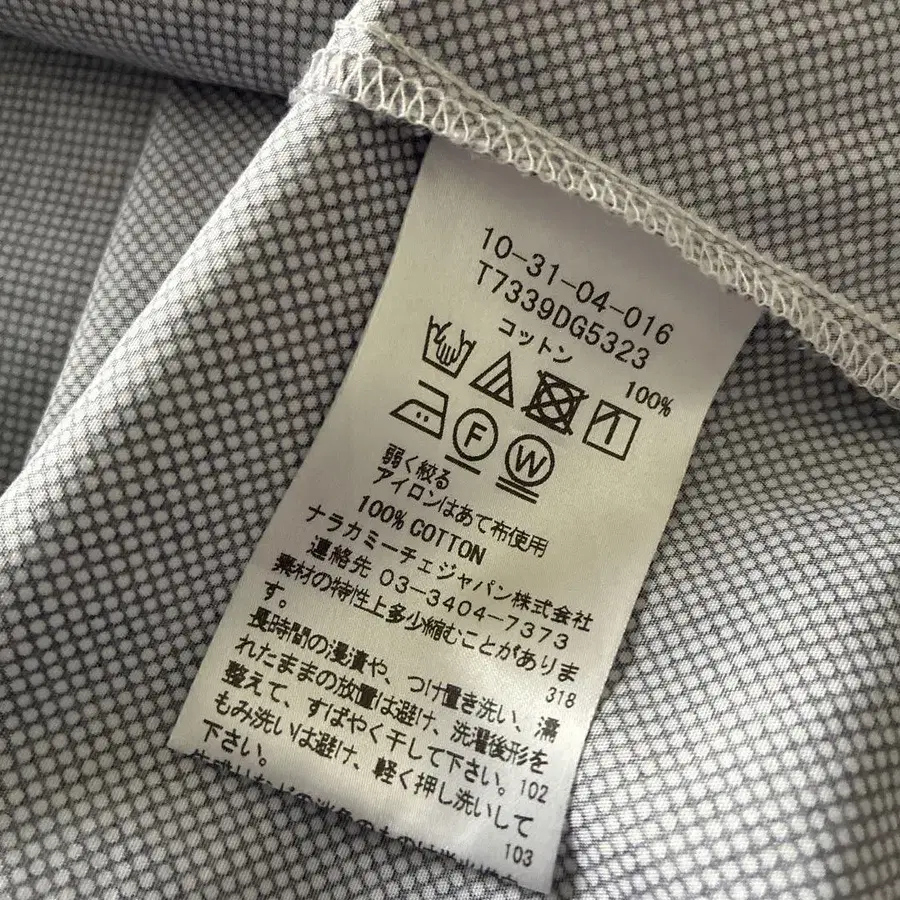 10-31-04-016
T7339DG5323
コットン 100%
F W
弱く絞る
アイロンはあて布使用
100% COTTON
ナラカミーチェジャパン株式会社
連絡先 03-3404-7373
素材の特性上多少縮むことがありま
す。 318
長時間の浸漬や、つけ置き洗い、濡
れたままの放置は避け、洗濯後形を
整えて、すばやく干して下さい。102
もみ洗いは避け、軽く押し洗いして
下さい。 103